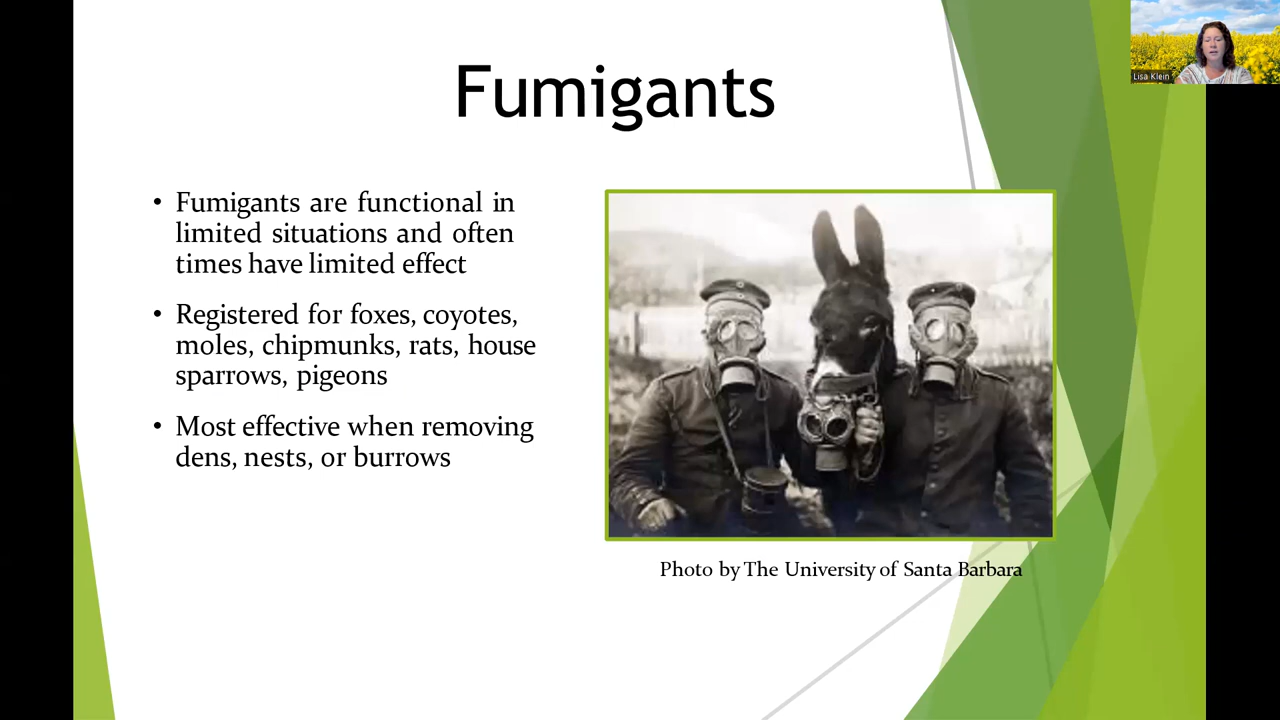 Fumigants
Lisa Klein
• Fumigants are functional in
limited situations and often
times have limited effect
• Registered for foxes, coyotes,
moles, chipmunks, rats, house
sparrows, pigeons
• Most effective when removing
dens, nests, or burrows
Photo by The University of Santa Barbara